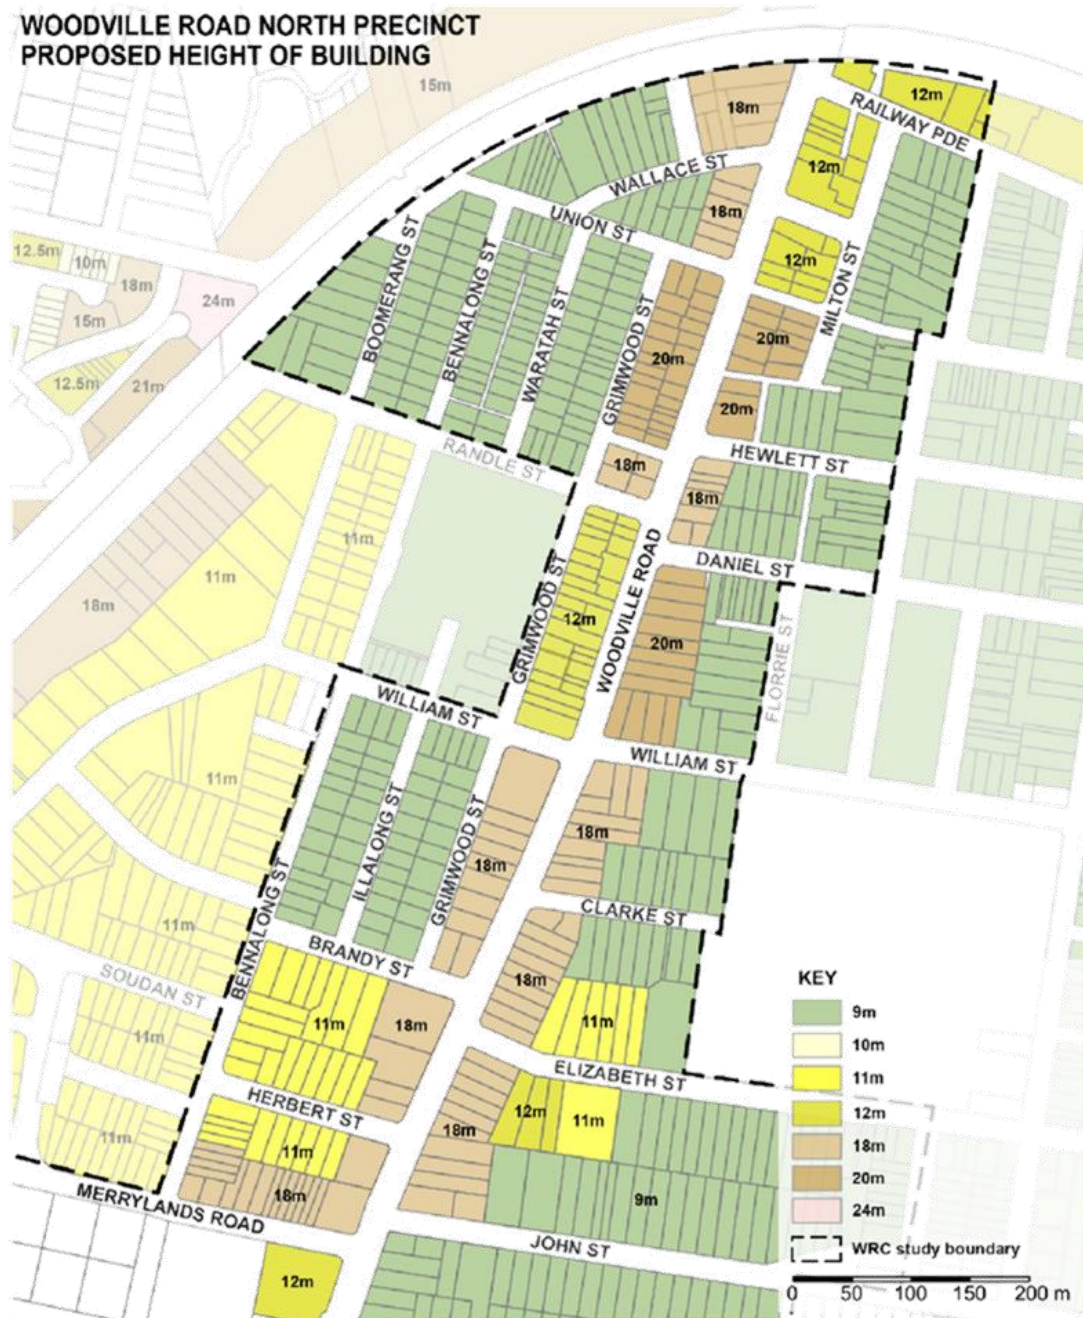 WOODVILLE ROAD NORTH PRECINCT
PROPOSED HEIGHT OF BUILDING
15m
18m
12m
RAILWAY PDE
12m
WALLACE ST
18m
UNION ST
12m
12.5m
10m
18m
24m
15m
BOOMERANG ST
BENNALONG ST
WARATAH ST
GRIMWOOD ST
MILTON ST
20m
20m
12.5m
21m
20m
RANDLE ST
18m
HEWLETT ST
18m
11m
DANIEL ST
11m
18m
GRIMWOOD ST
12m
WOODVILLE ROAD
20m
FLORRIE ST
WILLIAM ST
WILLIAM ST
11m
ILLALONG ST
GRIMWOOD ST
18m
18m
BENNALONG ST
11m
CLARKE ST
BRANDY ST
SOUDAN ST
18m
11m
18m
11m
11m
ELIZABETH ST
HERBERT ST
12m
11m
18m
11m
11m
18m
9m
MERRYLANDS ROAD
JOHN ST
12m
KEY
9m
10m
11m
12m
18m
20m
24m
WRC study boundary
0 50 100 150 200 m